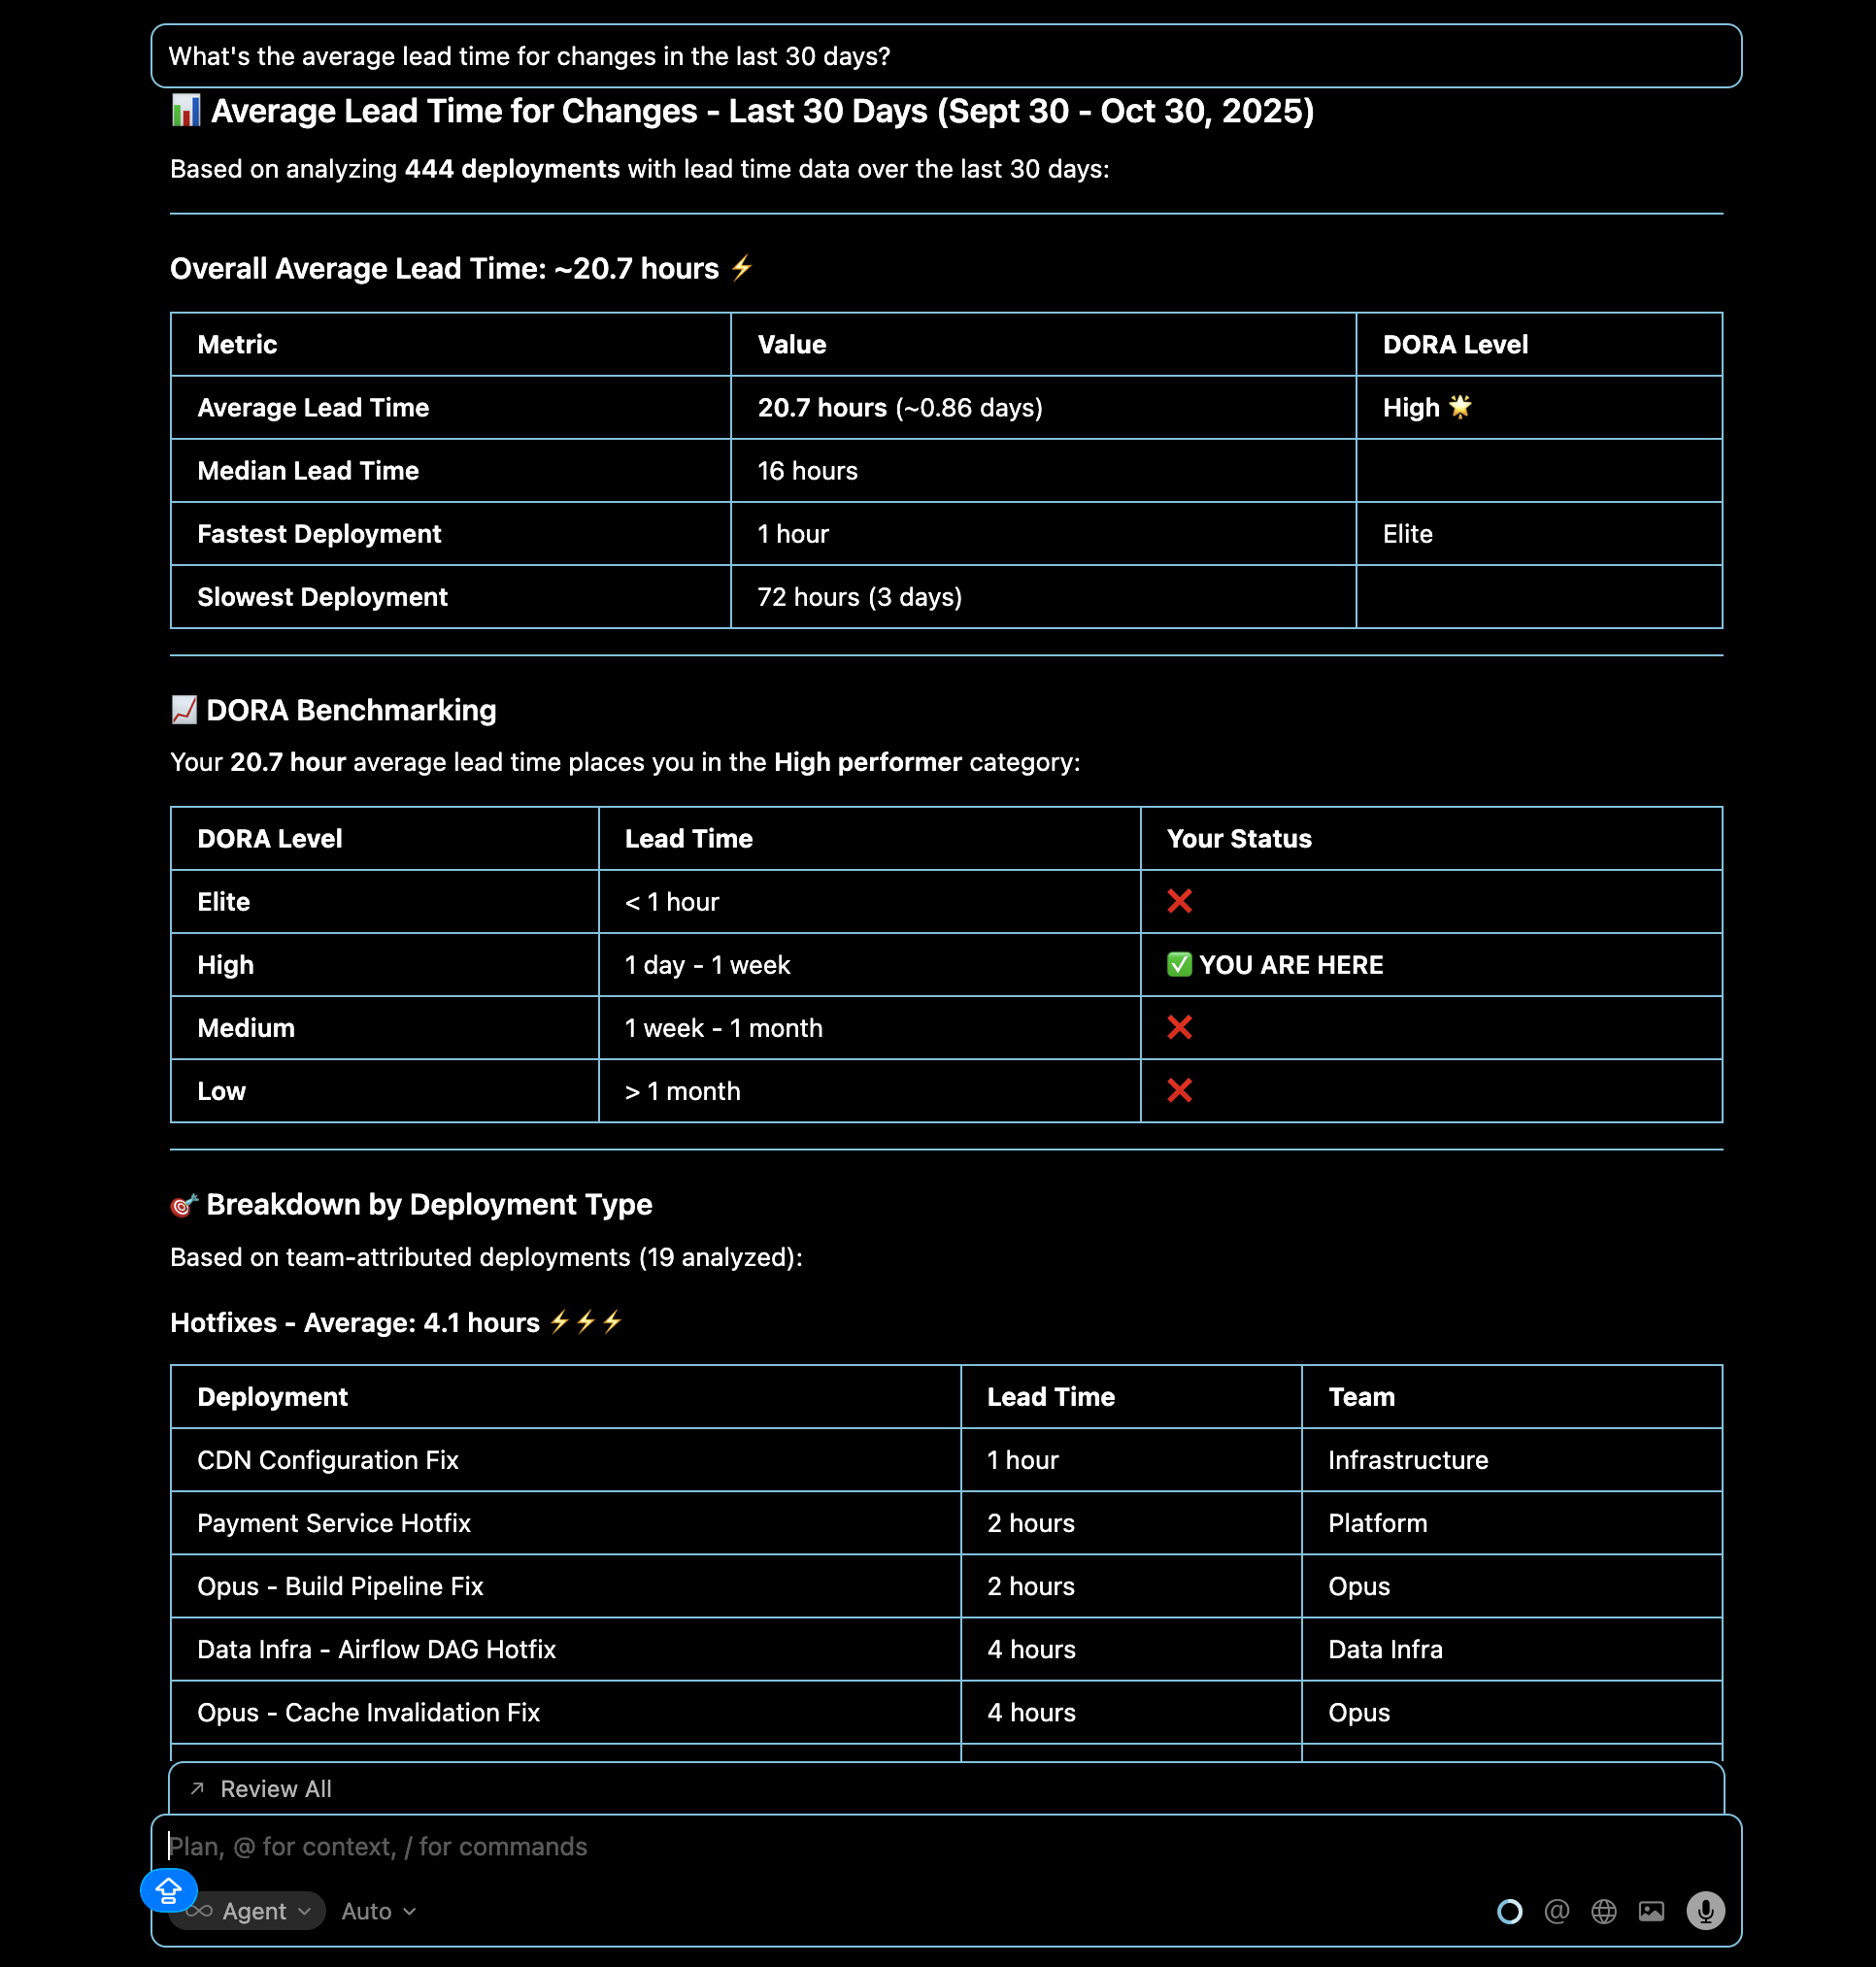 What's the average lead time for changes in the last 30 days?
📊 Average Lead Time for Changes - Last 30 Days (Sept 30 - Oct 30, 2025)
Based on analyzing 444 deployments with lead time data over the last 30 days:
Overall Average Lead Time: ~20.7 hours ⚡
Metric Value DORA Level
Average Lead Time 20.7 hours (~0.86 days) High 🌟
Median Lead Time 16 hours
Fastest Deployment 1 hour Elite
Slowest Deployment 72 hours (3 days)
📈 DORA Benchmarking
Your 20.7 hour average lead time places you in the High performer category:
DORA Level Lead Time Your Status
Elite < 1 hour ❌
High 1 day - 1 week ✅ YOU ARE HERE
Medium 1 week - 1 month ❌
Low > 1 month ❌
🎯 Breakdown by Deployment Type
Based on team-attributed deployments (19 analyzed):
Hotfixes - Average: 4.1 hours ⚡⚡⚡
Deployment Lead Time Team
CDN Configuration Fix 1 hour Infrastructure
Payment Service Hotfix 2 hours Platform
Opus - Build Pipeline Fix 2 hours Opus
Data Infra - Airflow DAG Hotfix 4 hours Data Infra
Opus - Cache Invalidation Fix 4 hours Opus
Review All
Plan, @ for context, / for commands
Agent Auto